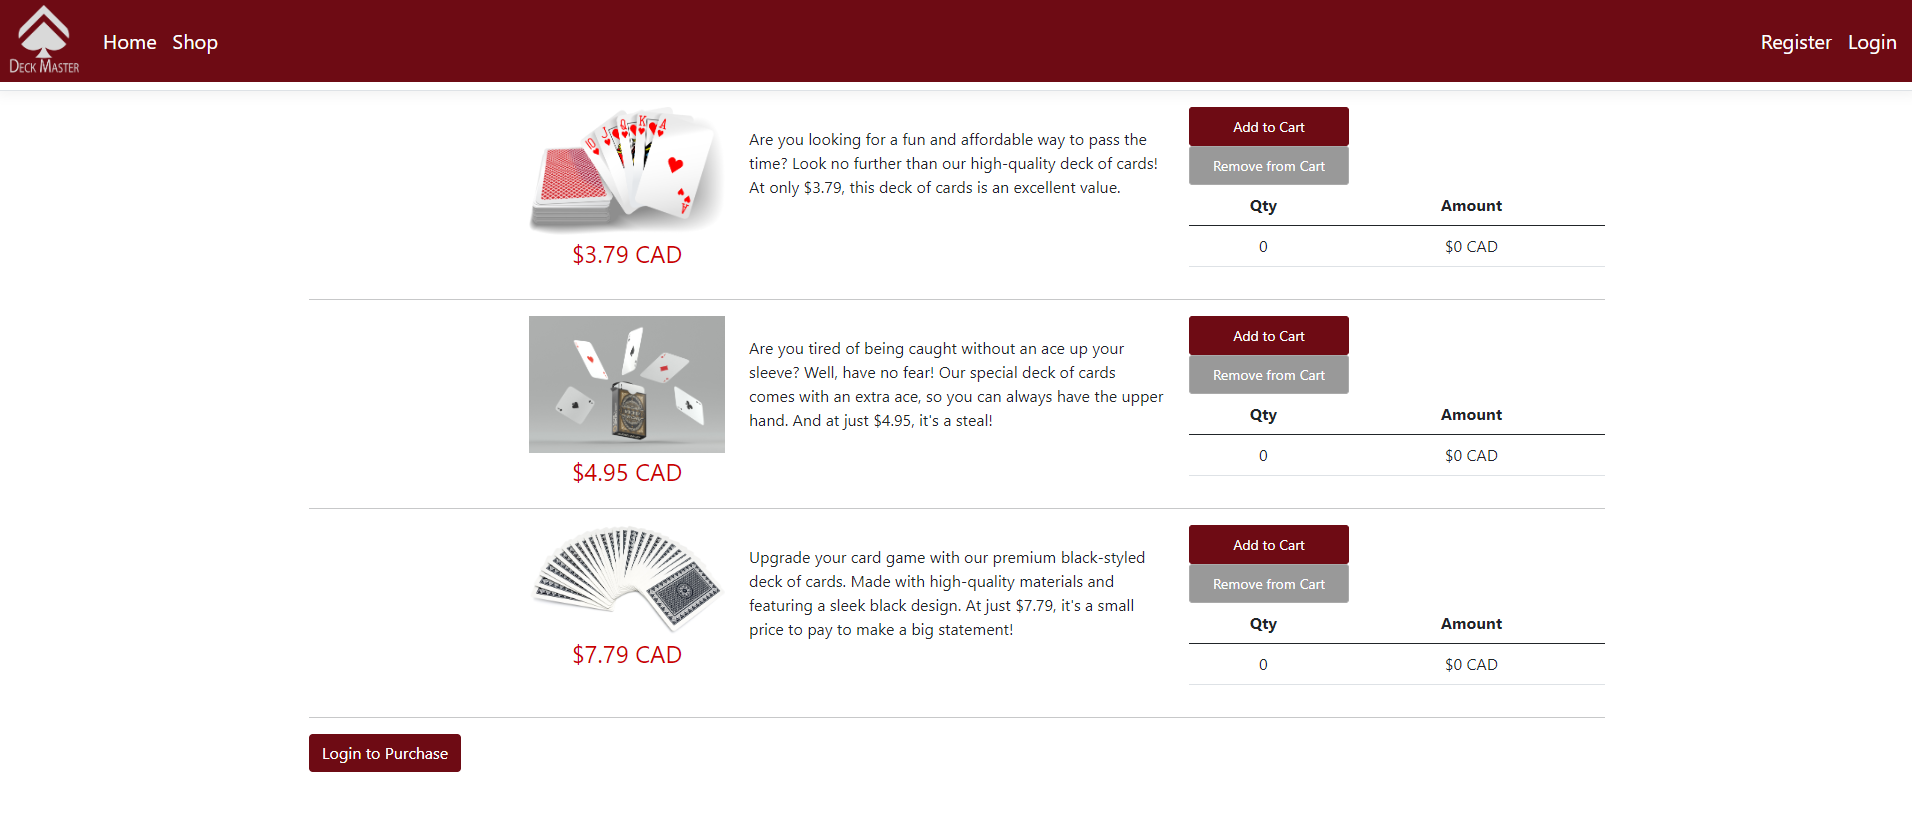 DECK MASTER
Home Shop Register Login
10 J Q K A
A
Are you looking for a fun and affordable way to pass the
time? Look no further than our high-quality deck of cards!
At only $3.79, this deck of cards is an excellent value.
$3.79 CAD
Add to Cart
Remove from Cart
Qty Amount
0 $0 CAD
Are you tired of being caught without an ace up your
sleeve? Well, have no fear! Our special deck of cards
comes with an extra ace, so you can always have the upper
hand. And at just $4.95, it's a steal!
$4.95 CAD
Add to Cart
Remove from Cart
Qty Amount
0 $0 CAD
Upgrade your card game with our premium black-styled
deck of cards. Made with high-quality materials and
featuring a sleek black design. At just $7.79, it's a small
price to pay to make a big statement!
$7.79 CAD
Add to Cart
Remove from Cart
Qty Amount
0 $0 CAD
Login to Purchase